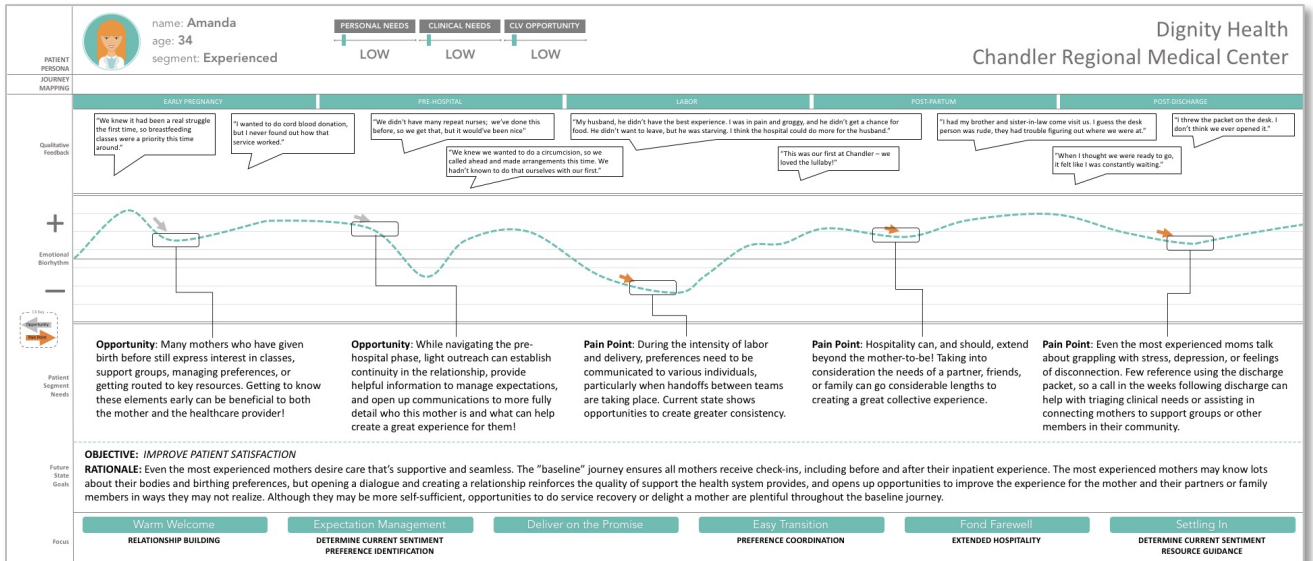 name: Amanda
age: 34
segment: Experienced
PERSONAL NEEDS
LOW
CLINICAL NEEDS
LOW
CLV OPPORTUNITY
LOW
Dignity Health
Chandler Regional Medical Center
PATIENT
PERSONA
JOURNEY
MAPPING
EARLY PREGNANCY
PRE-HOSPITAL
LABOR
POST-PARTUM
POST-DISCHARGE
Qualitative
Feedback
"We knew it had been a real struggle
the first time, so breastfeeding
classes were a priority this time
around."
"I wanted to do cord blood donation,
but I never found out how that
service worked."
"We didn't have many repeat nurses;  we've done this
before, so we get that, but it would've been nice"
"We knew we wanted to do a circumcision, so we
called ahead and made arrangements this time. We
hadn't known to do that ourselves with our first."
"My husband, he didn't have the best experience. I was in pain and groggy, and he didn't get a chance for
food. He didn't want to leave, but he was starving. I think the hospital could do more for the husband."
"This was our first at Chandler – we
loved the lullaby!"
"I had my brother and sister-in-law come visit us. I guess the desk
person was rude, they had trouble figuring out where we were at."
"When I thought we were ready to go,
it felt like I was constantly waiting."
"I threw the packet on the desk. I
don't think we ever opened it."
+
Emotional
Biorhythm
–
Opportunity
Pain Point
Patient
Segment
Needs
Opportunity: Many mothers who have given
birth before still express interest in classes,
support groups, managing preferences, or
getting routed to key resources. Getting to know
these elements early can be beneficial to both
the mother and the healthcare provider!
Opportunity: While navigating the pre-
hospital phase, light outreach can establish
continuity in the relationship, provide
helpful information to manage expectations,
and open up communications to more fully
detail who this mother is and what can help
create a great experience for them!
Pain Point: During the intensity of labor
and delivery, preferences need to be
communicated to various individuals,
particularly when handoffs between teams
are taking place. Current state shows
opportunities to create greater consistency.
Pain Point: Hospitality can, and should, extend
beyond the mother-to-be! Taking into
consideration the needs of a partner, friends,
or family can go considerable lengths to
creating a great collective experience.
Pain Point: Even the most experienced moms talk
about grappling with stress, depression, or feelings
of disconnection. Few reference using the discharge
packet, so a call in the weeks following discharge can
help with triaging clinical needs or assisting in
connecting mothers to support groups or other
members in their community.
Future
State
Goals
OBJECTIVE:  IMPROVE PATIENT SATISFACTION
RATIONALE: Even the most experienced mothers desire care that's supportive and seamless. The "baseline" journey ensures all mothers receive check-ins, including before and after their inpatient experience. The most experienced mothers may know lots
about their bodies and birthing preferences, but opening a dialogue and creating a relationship reinforces the quality of support the health system provides, and opens up opportunities to improve the experience for the mother and their partners or family
members in ways they may not realize. Although they may be more self-sufficient, opportunities to do service recovery or delight a mother are plentiful throughout the baseline journey.
Focus
Warm Welcome
RELATIONSHIP BUILDING
Expectation Management
DETERMINE CURRENT SENTIMENT
PREFERENCE IDENTIFICATION
Deliver on the Promise
Easy Transition
PREFERENCE COORDINATION
Fond Farewell
EXTENDED HOSPITALITY
Settling In
DETERMINE CURRENT SENTIMENT
RESOURCE GUIDANCE